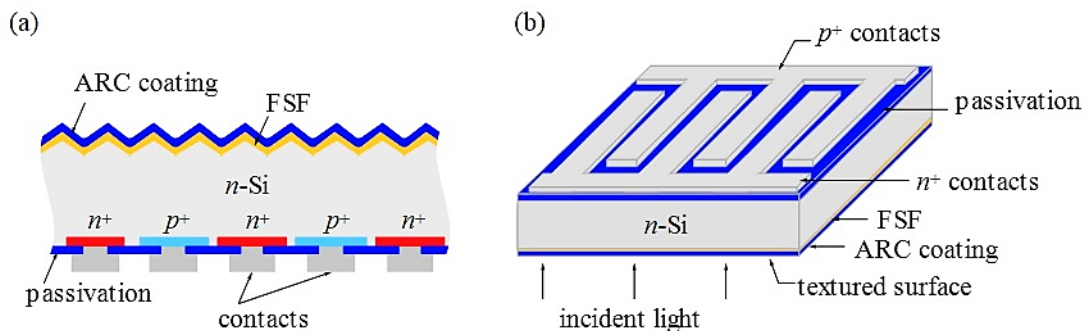 (a)
ARC coating
FSF
n-Si
n+ p+ n+ p+ n+
passivation
contacts
(b)
p+ contacts
passivation
n+ contacts
n-Si
FSF
ARC coating
textured surface
incident light